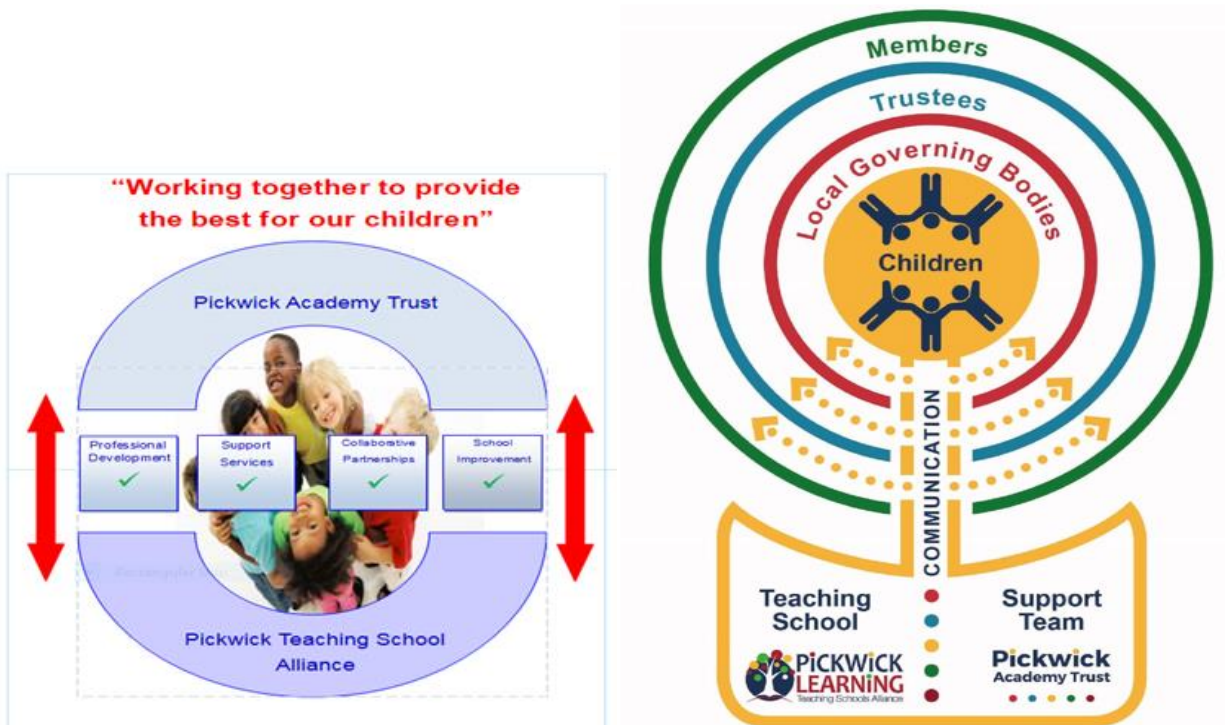 “Working together to provide
the best for our children”
Pickwick Academy Trust
Professional
Development
Support
Services
Collaborative
Partnerships
School
Improvement
Pickwick Teaching School
Alliance
Members
Trustees
Local Governing Bodies
Children
COMMUNICATION
Teaching
School
PiCKWiCK
LEARNING
Teaching Schools Alliance
Support
Team
Pickwick
Academy Trust